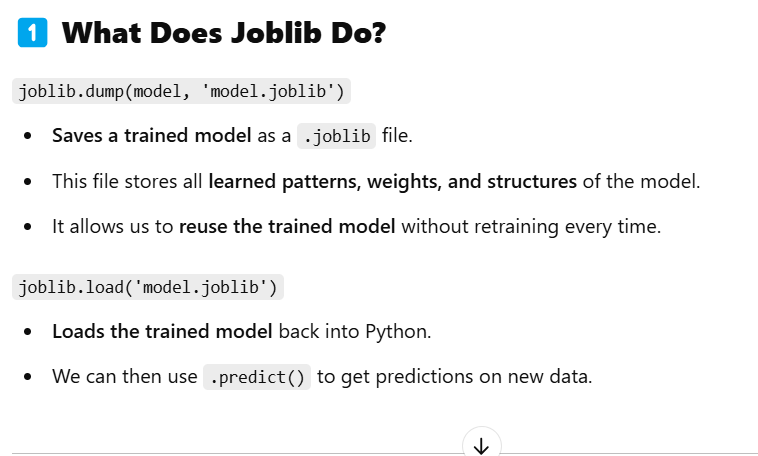 1 What Does Joblib Do?
joblib.dump(model, 'model.joblib')
• Saves a trained model as a .joblib file.
• This file stores all learned patterns, weights, and structures of the model.
• It allows us to reuse the trained model without retraining every time.
joblib.load('model.joblib')
• Loads the trained model back into Python.
• We can then use .predict() to get predictions on new data.